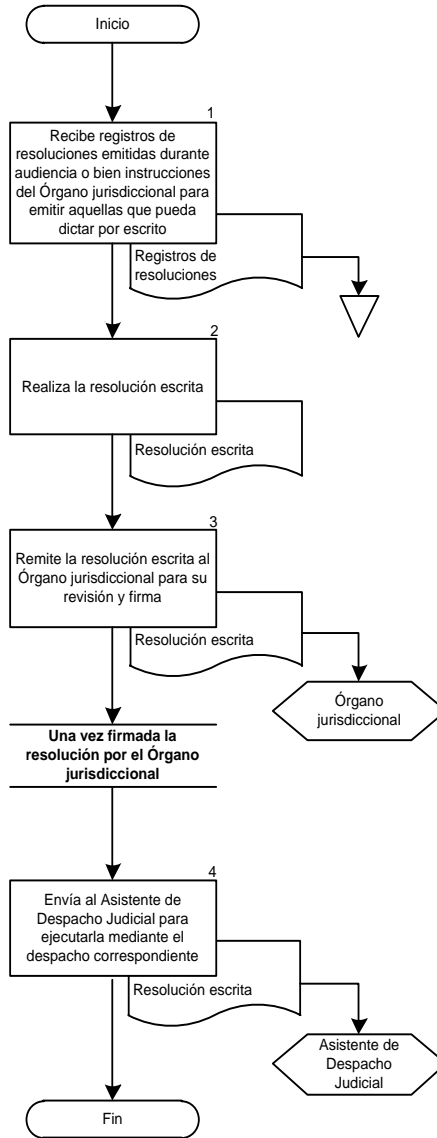 Inicio
1
Recibe registros de
resoluciones emitidas durante
audiencia o bien instrucciones
del Órgano jurisdiccional para
emitir aquellas que pueda
dictar por escrito
Registros de
resoluciones
2
Realiza la resolución escrita
Resolución escrita
3
Remite la resolución escrita al
Órgano jurisdiccional para su
revisión y firma
Resolución escrita
Órgano
jurisdiccional
Una vez firmada la
resolución por el Órgano
jurisdiccional
4
Envía al Asistente de
Despacho Judicial para
ejecutarla mediante el
despacho correspondiente
Resolución escrita
Asistente de
Despacho
Judicial
Fin